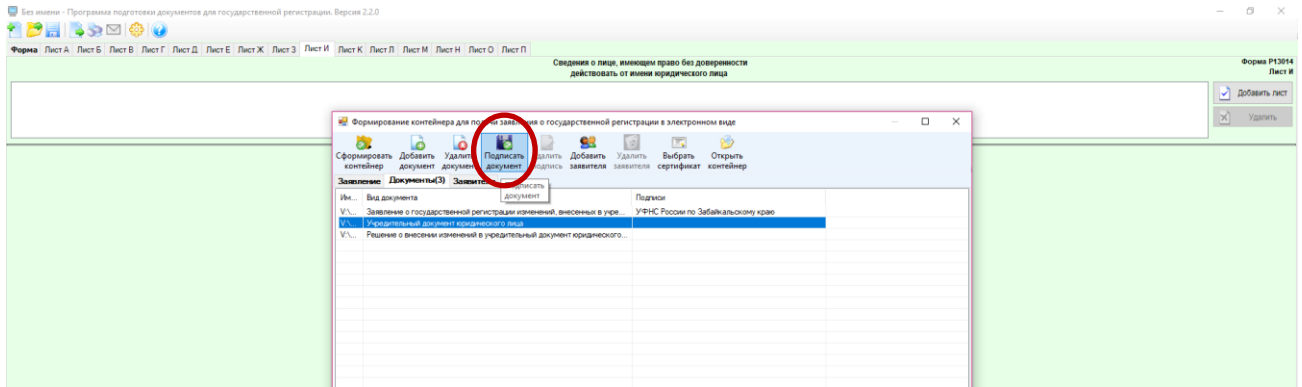 Без имени - Программа подготовки документов для государственной регистрации. Версия 2.2.0
Форма Лист А Лист Б Лист В Лист Г Лист Д Лист Е Лист Ж Лист З Лист И Лист К Лист Л Лист М Лист Н Лист О Лист П
Сведения о лице, имеющем право без доверенности
действовать от имени юридического лица
Форма Р13014
Лист И
Добавить лист
Удалить
Формирование контейнера для подачи заявления о государственной регистрации в электронном виде
Сформировать контейнер
Добавить документ
Удалить документ
Подписать документ
Удалить подпись
Добавить заявителя
Удалить заявителя
Выбрать сертификат
Открыть контейнер
Заявление Документы(3) Заявители
Подписать
документ
Им... Вид документа Подписи
V:\... Заявление о государственной регистрации изменений, внесенных в учре... УФНС России по Забайкальскому краю
V:\... Учредительный документ юридического лица
V:\... Решение о внесении изменений в учредительный документ юридического...